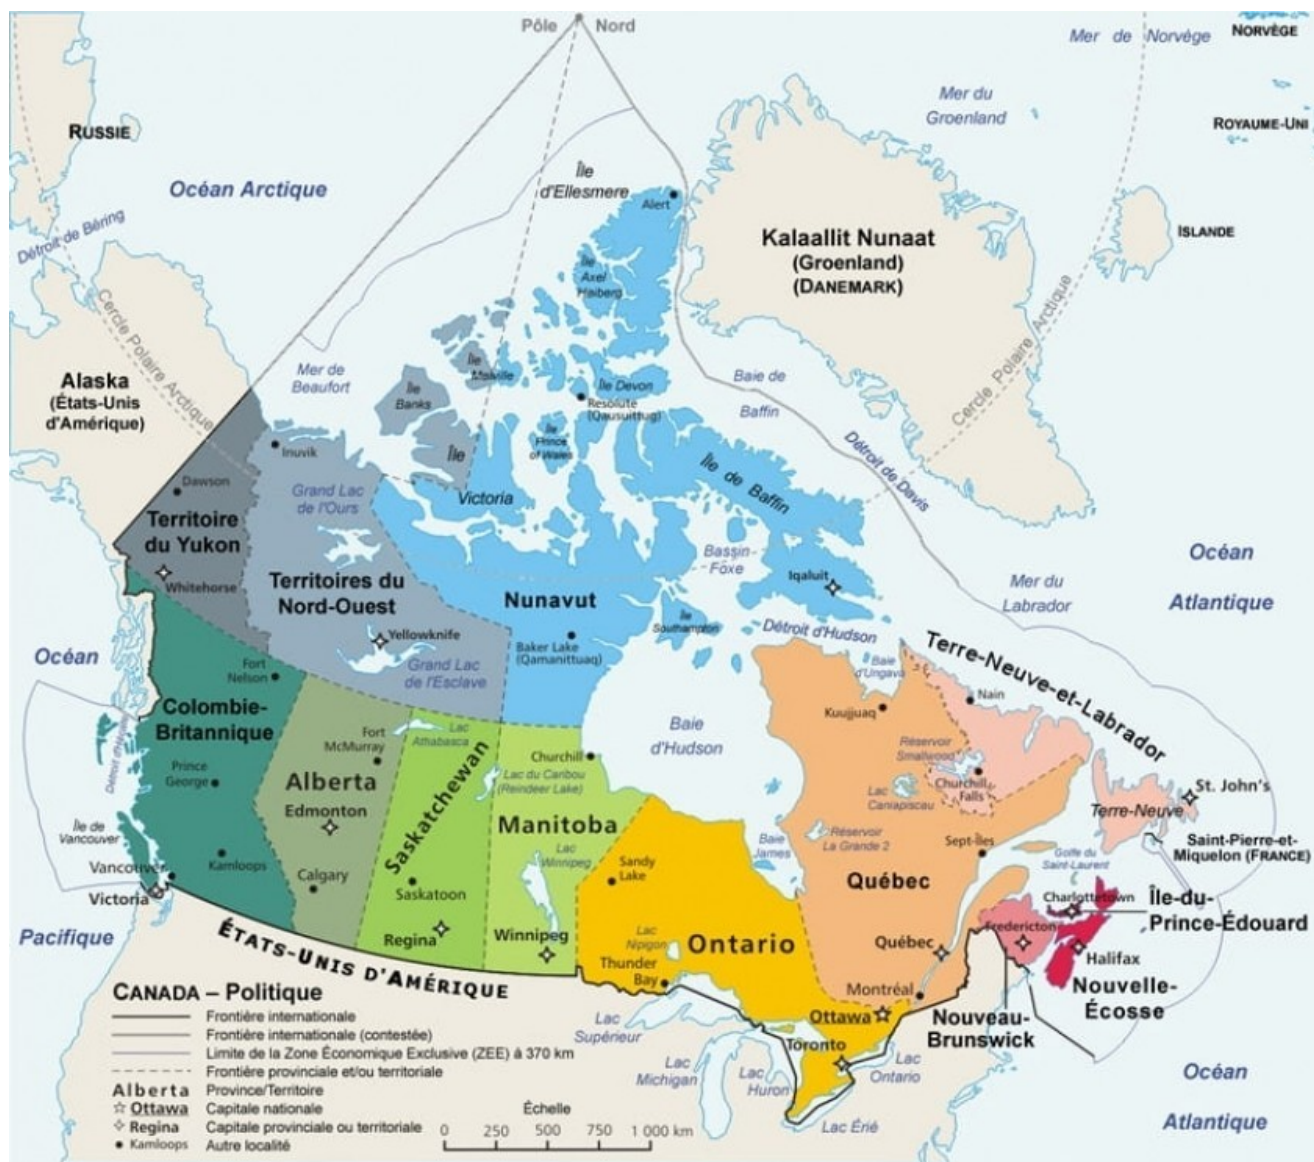 Pôle Nord
Mer de Norvége
NORVÈGE
Mer du
Groenland
ROYAUME-UNI
RUSSIE
Océan Arctique
Île
d'Ellesmere
Alert
Détroit de Béring
Kalaallit Nunaat
(Groenland)
(DANEMARK)
ISLANDE
Île
Axel
Haiberg
Cercle Polaire Arctique
Cercle Polaire Arctique
Mer de
Beaufort
Île
Melville
Île Devon
Baie de
Baffin
Alaska
(États-Unis
d'Amérique)
Île
Banks
Resolute
(Qausuittuq)
Île
Prince
of Wales
Inuvik
Île
Victoria
Île de Baffin
Détroit de Davis
Dawson
Grand Lac
de l'Ours
Territoire
du Yukon
Whitehorse
Territoires du
Nord-Ouest
Nunavut
Bassin-
Foxe
Iqaluit
Océan
Atlantique
Mer du
Labrador
Île
Southampton
Détroit d'Hudson
Yellowknife
Baker Lake
(Qamanittuaq)
Terre-Neuve-et-Labrador
Océan
Pacifique
Fort
Nelson
Grand Lac
de l'Esclave
Baie
d'Ungava
Nain
Colombie-
Britannique
Fort
McMurray
Lac
Athabasca
Baie
d'Hudson
Kuujjuaq
Réservoir
Smallwood
Churchill
Prince
George
Alberta
Edmonton
Saskatchewan
Lac du Caribou
(Reindeer Lake)
Churchill
Falls
Lac
Caniapiscau
St. John's
Terre-Neuve
Île de
Vancouver
Manitoba
Lac
Winnipeg
Baie
James
Réservoir
La Grande 2
Sept-Îles
Saint-Pierre-et-
Miquelon (FRANCE)
Golfe du
Saint-Laurent
Vancouver
Victoria
Kamloops
Calgary
Saskatoon
Sandy
Lake
Québec
Charlottetown
Île-du-
Prince-Édouard
Regina
Winnipeg
Lac
Nipigon
Ontario
Québec
Fredericton
Halifax
ÉTATS-UNIS D'AMÉRIQUE
Thunder
Bay
Montréal
Nouvelle-
Écosse
Ottawa
Nouveau-
Brunswick
Lac
Supérieur
Toronto
Lac
Michigan
Lac
Huron
Lac
Ontario
Lac Érié
Océan
Atlantique
CANADA – Politique
Frontière internationale
Frontière internationale (contestée)
Limite de la Zone Économique Exclusive (ZEE) à 370 km
Frontière provinciale et/ou territoriale
Alberta Province/Territoire
Ottawa Capitale nationale
Regina Capitale provinciale ou territoriale
Kamloops Autre localité
Échelle
0 250 500 750 1 000 km